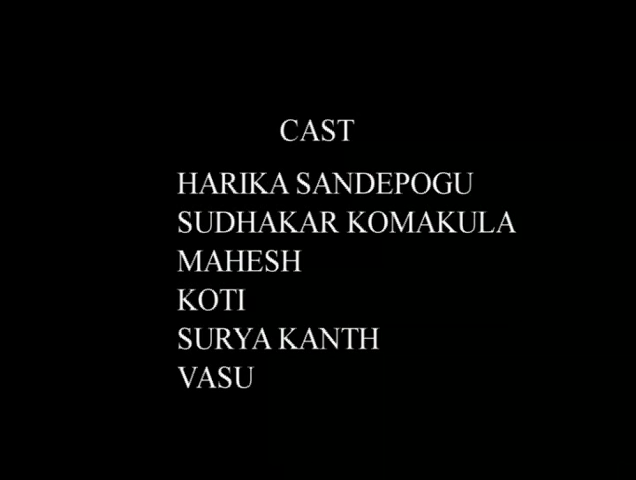 CAST
HARIKA SANDEPOGU
SUDHAKAR KOMAKULA
MAHESH
KOTI
SURYA KANTH
VASU